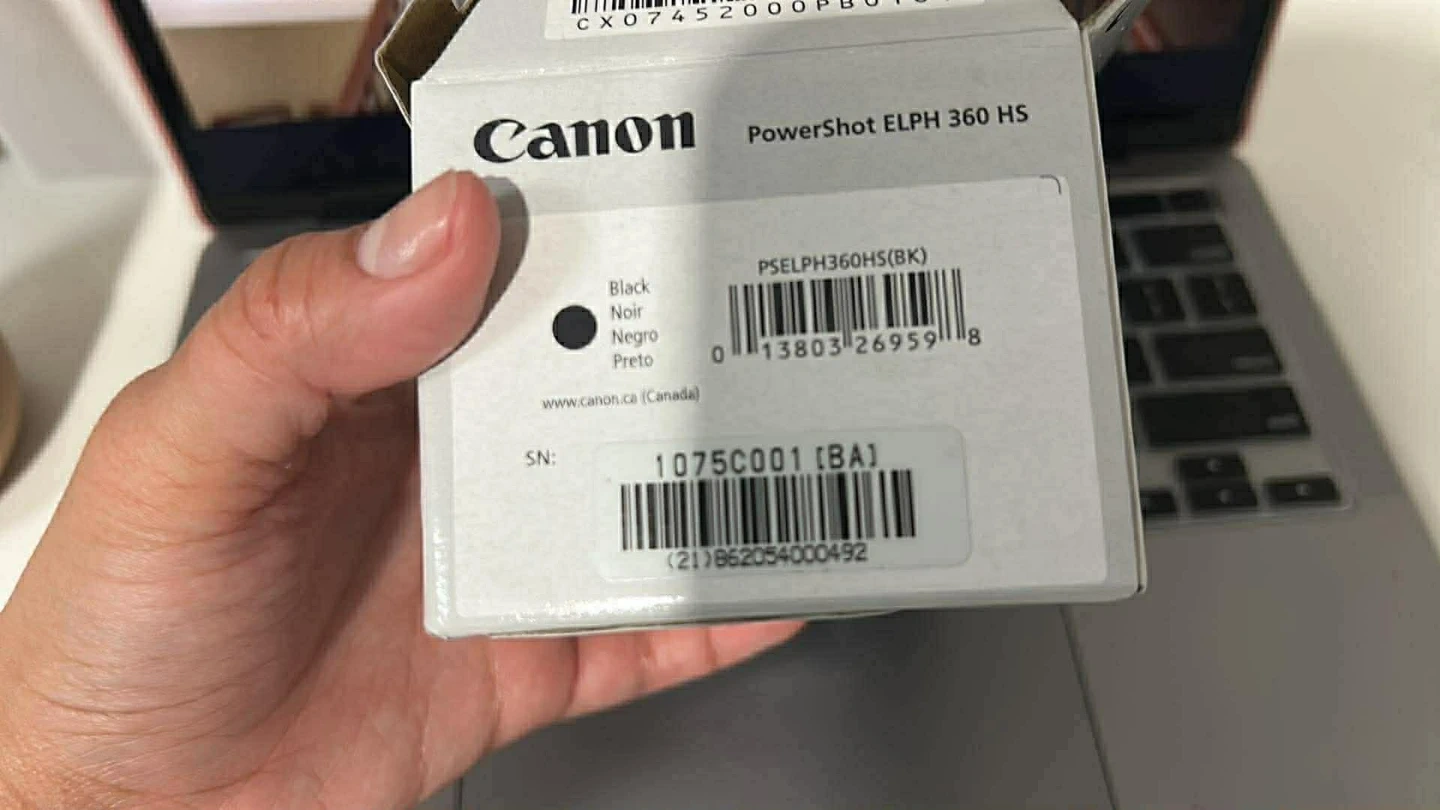 CX07452000PB0
Canon
PowerShot ELPH 360 HS
PSELPH360HS(BK)
Black
Noir
Negro
Preto
0 13803 26959 8
www.canon.ca (Canada)
SN:
1075C001 [BA]
(21)862054000492